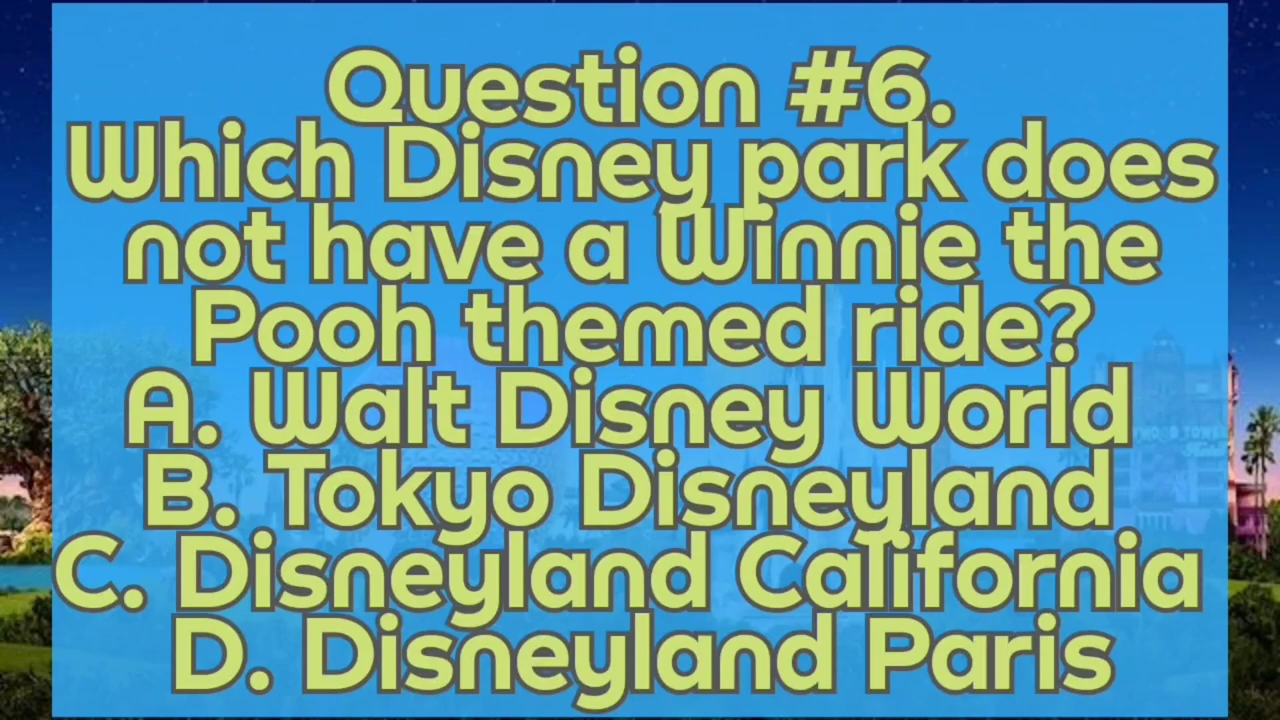 Question #6.
Which Disney park does
not have a Winnie the
Pooh themed ride?
A. Walt Disney World
B. Tokyo Disneyland
C. Disneyland California
D. Disneyland Paris